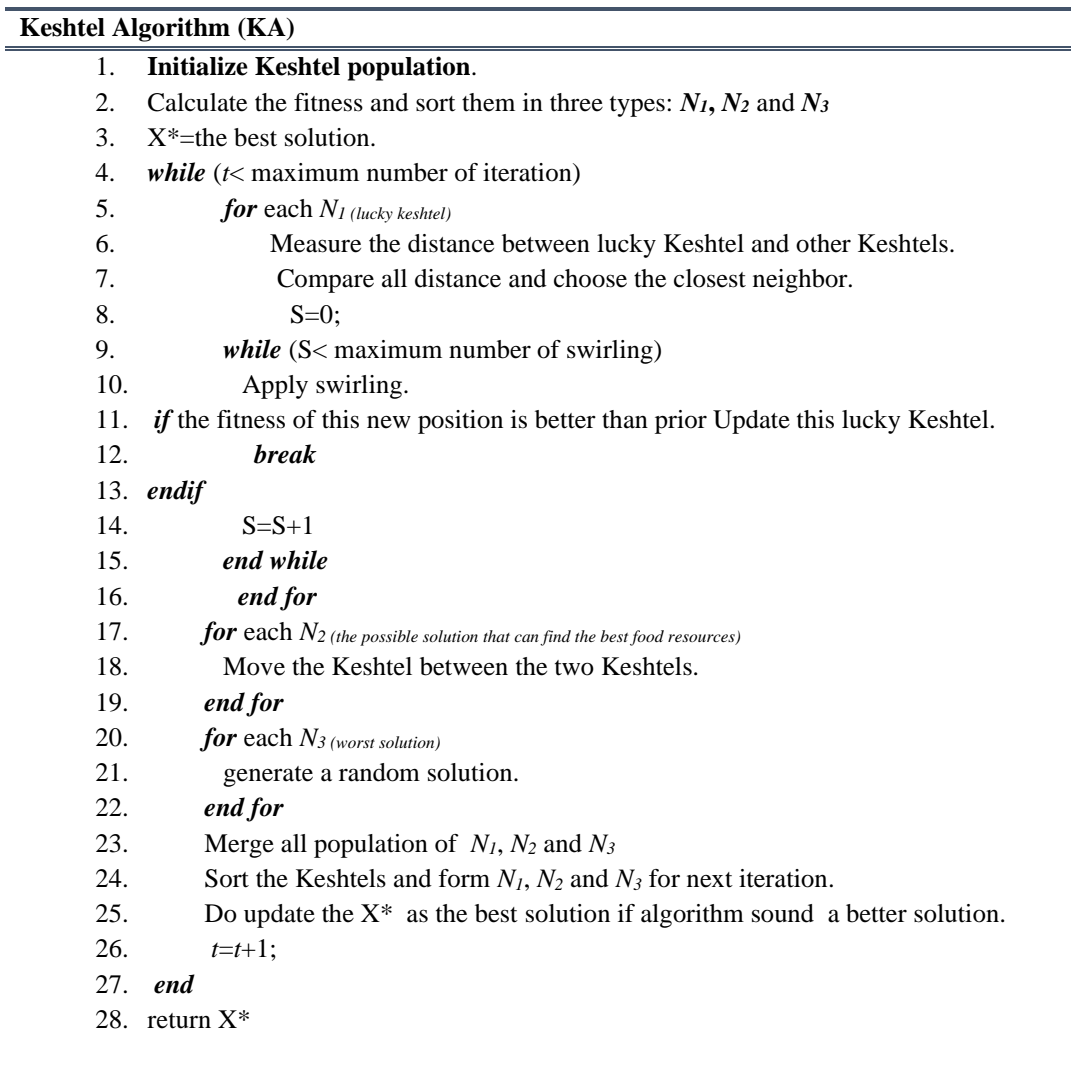 Keshtel Algorithm (KA)
1. Initialize Keshtel population.
2. Calculate the fitness and sort them in three types: N1, N2 and N3
3. X*=the best solution.
4. while (t< maximum number of iteration)
5. for each N1 (lucky keshtel)
6. Measure the distance between lucky Keshtel and other Keshtels.
7. Compare all distance and choose the closest neighbor.
8. S=0;
9. while (S< maximum number of swirling)
10. Apply swirling.
11. if the fitness of this new position is better than prior Update this lucky Keshtel.
12. break
13. endif
14. S=S+1
15. end while
16. end for
17. for each N2 (the possible solution that can find the best food resources)
18. Move the Keshtel between the two Keshtels.
19. end for
20. for each N3 (worst solution)
21. generate a random solution.
22. end for
23. Merge all population of N1, N2 and N3
24. Sort the Keshtels and form N1, N2 and N3 for next iteration.
25. Do update the X* as the best solution if algorithm sound a better solution.
26. t=t+1;
27. end
28. return X*